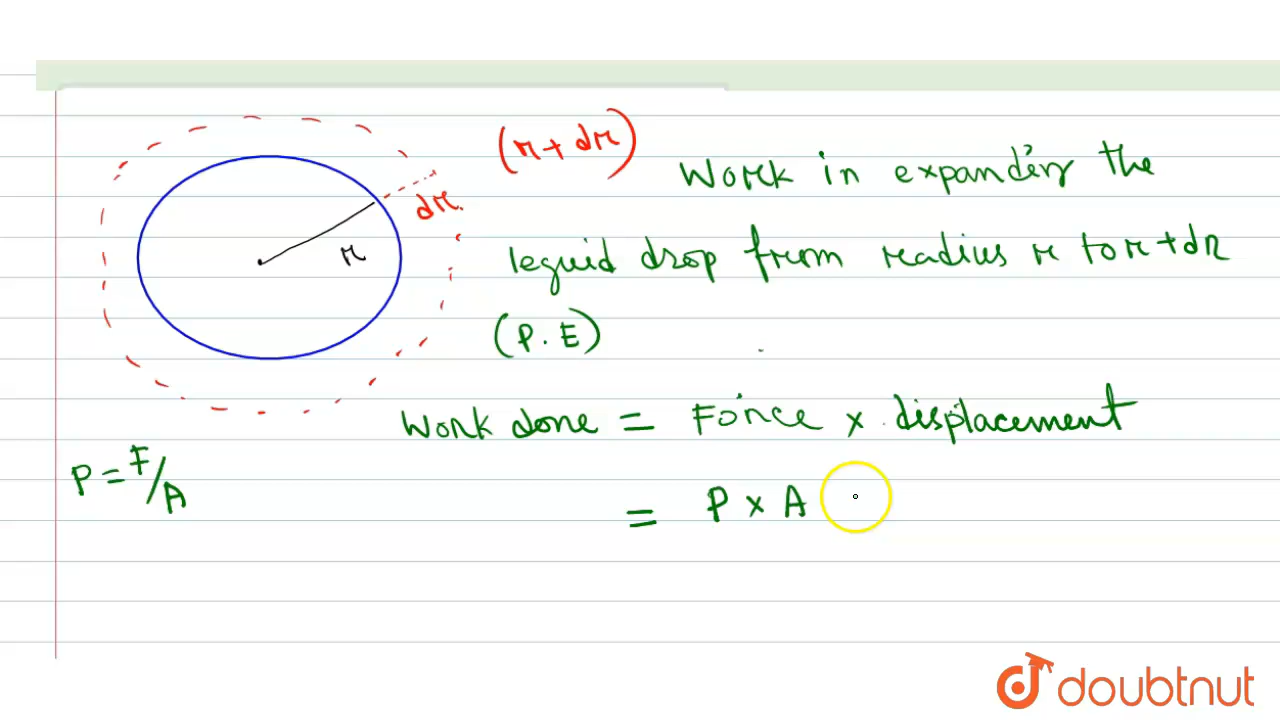 (r + dr)
Work in expanding the
dr
r
liquid drop from radius r to r + dr
(P.E)
Work done = Force x displacement
P = F/A
= P x A
doubtnut